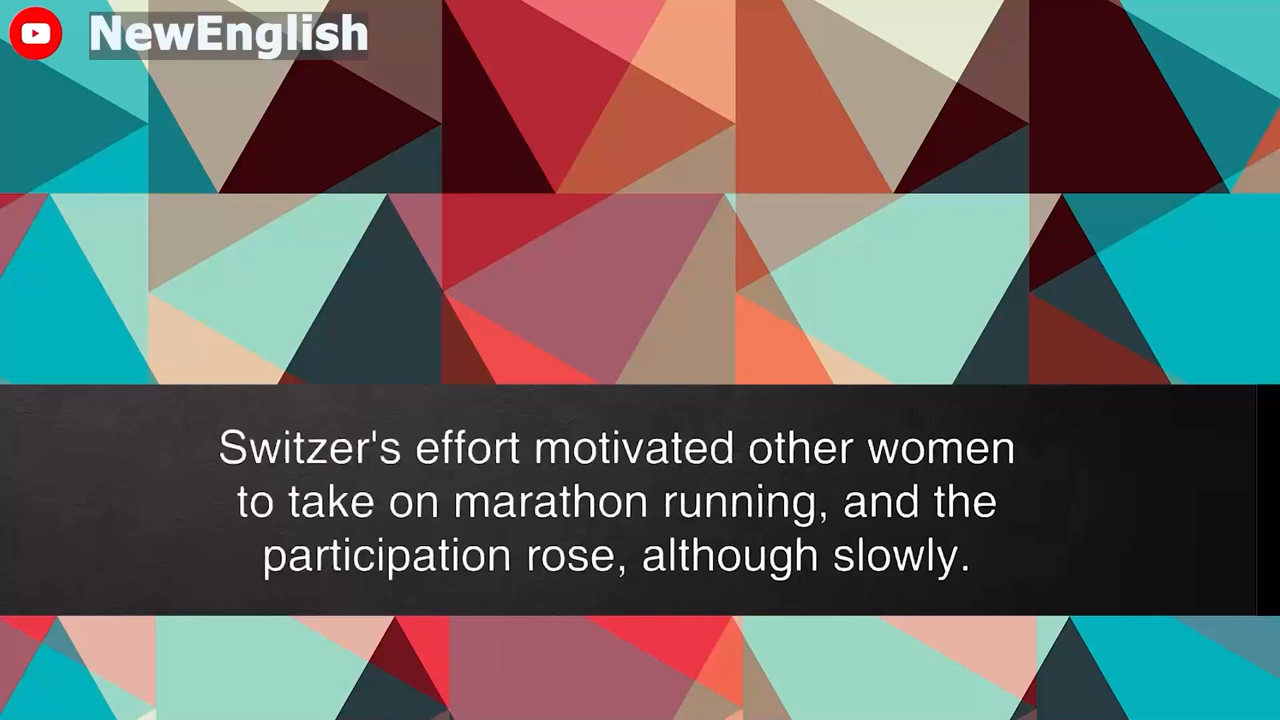 NewEnglish
Switzer's effort motivated other women
to take on marathon running, and the
participation rose, although slowly.